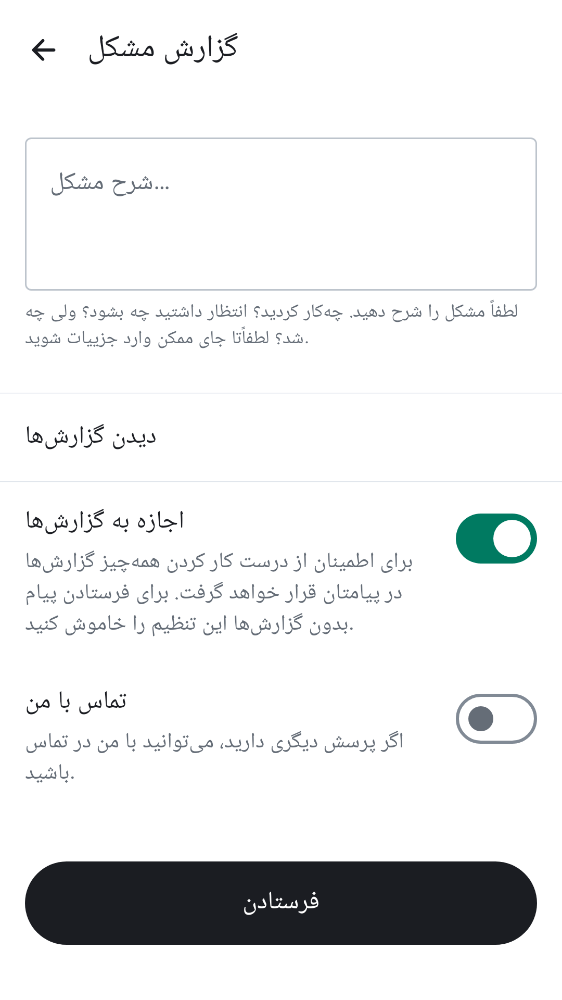 گزارش مشکل
شرح مشکل...
لطفاً مشکل را شرح دهید. چه‌کار کردید؟ انتظار داشتید چه بشود؟ ولی چه
شد؟ لطفاًتا جای ممکن وارد جزییات شوید.
دیدن گزارش‌ها
اجازه به گزارش‌ها
برای اطمینان از درست کار کردن همه‌چیز گزارش‌ها
در پیامتان قرار خواهد گرفت. برای فرستادن پیام
بدون گزارش‌ها این تنظیم را خاموش کنید.
تماس با من
اگر پرسش دیگری دارید، می‌توانید با من در تماس
باشید.
فرستادن